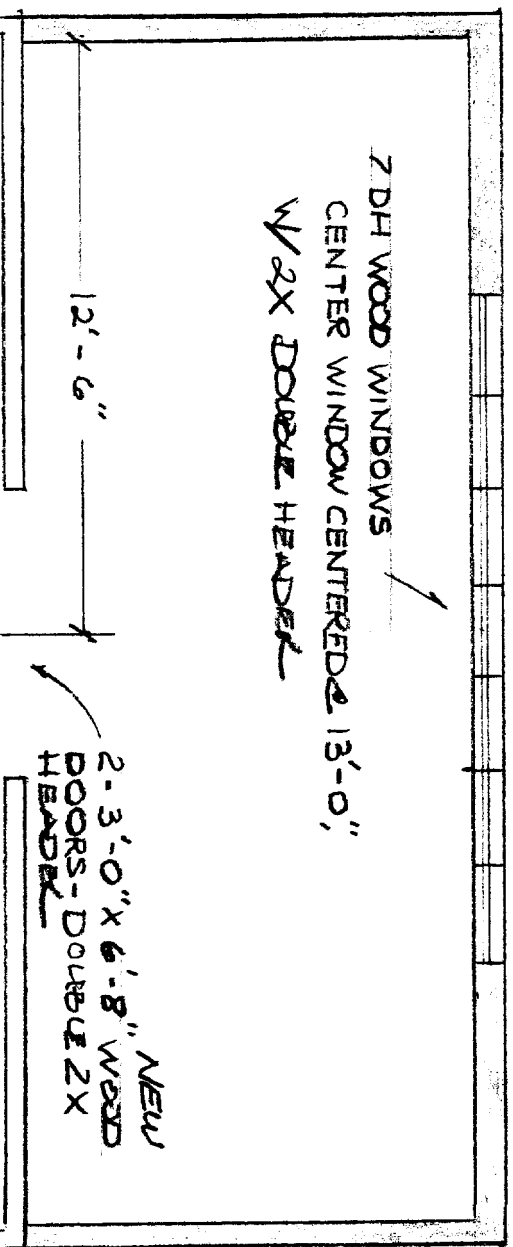 7 DH WOOD WINDOWS
CENTER WINDOW CENTERED@ 13'-0",
W/ 2X DOUBLE HEADER
12'-6"
NEW
2-3'-0" X 6'-8" WOOD
DOORS-DOUBLE 2X
HEADER